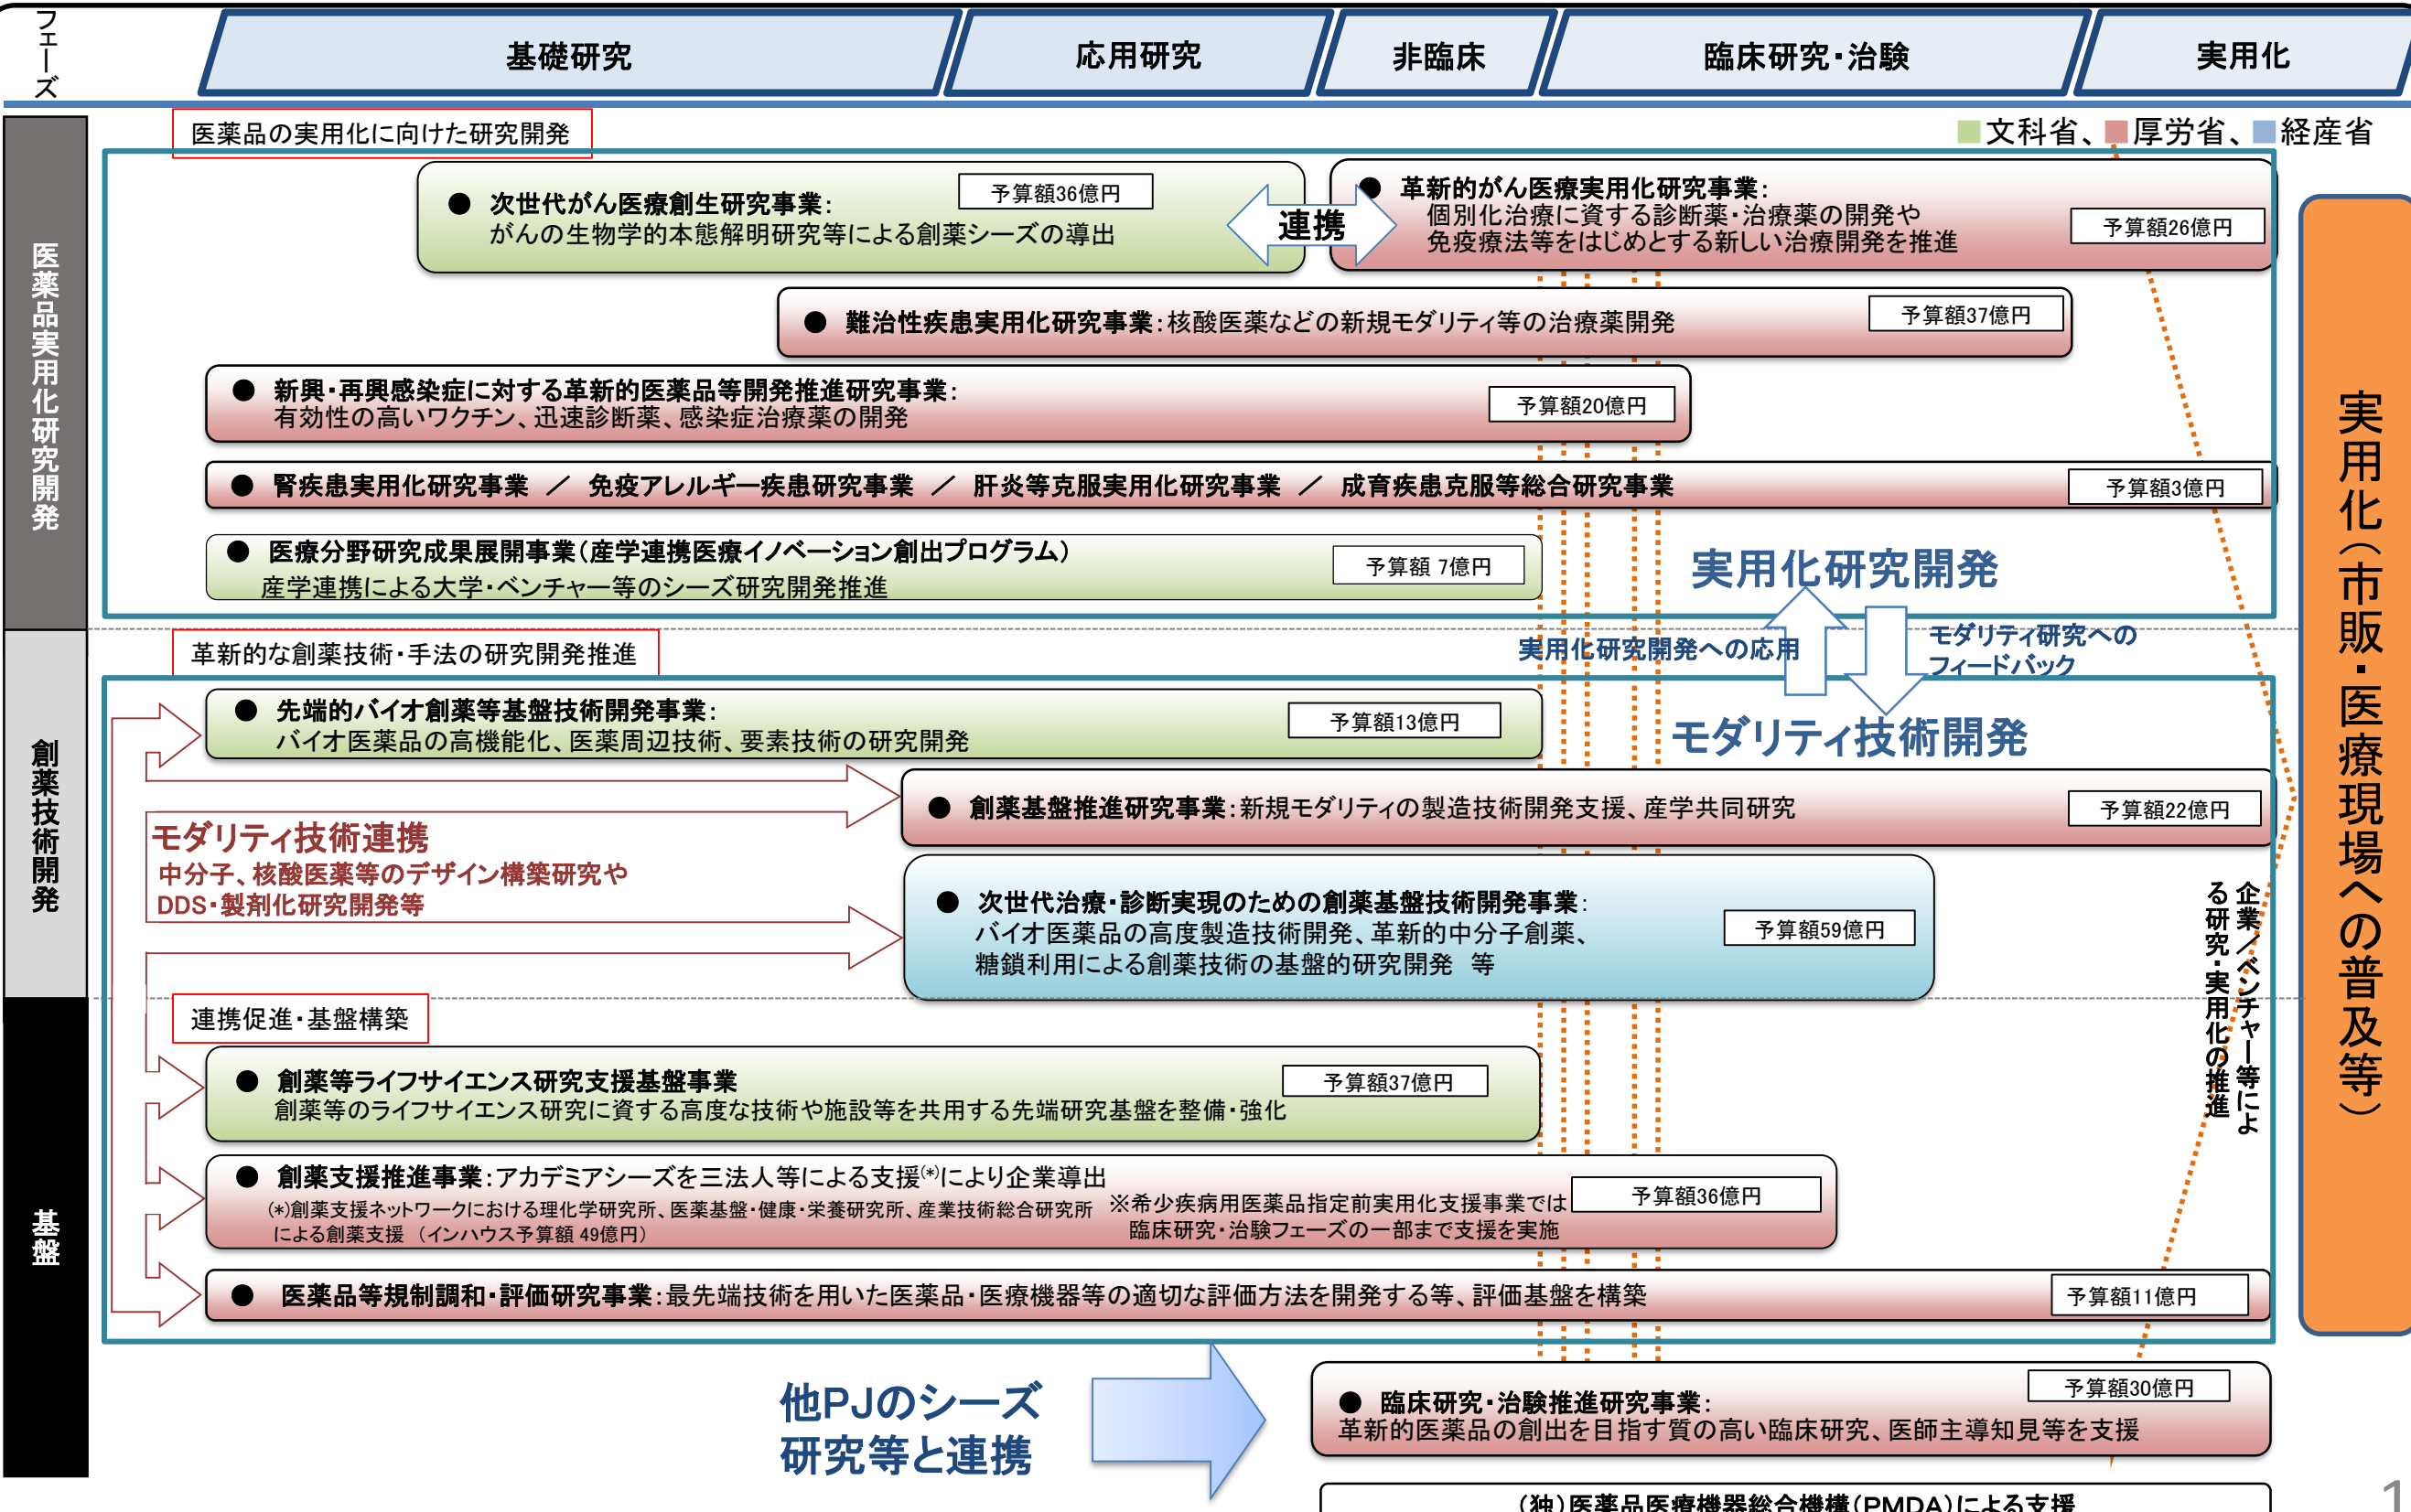 フェーズ
基礎研究
応用研究
非臨床
臨床研究・治験
実用化
医薬品の実用化に向けた研究開発
文科省、厚労省、経産省
医薬品実用化研究開発
● 次世代がん医療創生研究事業：
がんの生物学的本態解明研究等による創薬シーズの導出
予算額36億円
連携
● 革新的がん医療実用化研究事業：
個別化治療に資する診断薬・治療薬の開発や
免疫療法等をはじめとする新しい治療開発を推進
予算額26億円
● 難治性疾患実用化研究事業：核酸医薬などの新規モダリティ等の治療薬開発
予算額37億円
● 新興・再興感染症に対する革新的医薬品等開発推進研究事業：
有効性の高いワクチン、迅速診断薬、感染症治療薬の開発
予算額20億円
● 腎疾患実用化研究事業 ／ 免疫アレルギー疾患研究事業 ／ 肝炎等克服実用化研究事業 ／ 成育疾患克服等総合研究事業
予算額3億円
● 医療分野研究成果展開事業（産学連携医療イノベーション創出プログラム）
産学連携による大学・ベンチャー等のシーズ研究開発推進
予算額 7億円
実用化研究開発
実用化研究開発への応用
モダリティ研究への
フィードバック
モダリティ技術開発
革新的な創薬技術・手法の研究開発推進
創薬技術開発
● 先端的バイオ創薬等基盤技術開発事業：
バイオ医薬品の高機能化、医薬周辺技術、要素技術の研究開発
予算額13億円
● 創薬基盤推進研究事業：新規モダリティの製造技術開発支援、産学共同研究
予算額22億円
モダリティ技術連携
中分子、核酸医薬等のデザイン構築研究や
DDS・製剤化研究開発等
● 次世代治療・診断実現のための創薬基盤技術開発事業：
バイオ医薬品の高度製造技術開発、革新的中分子創薬、
糖鎖利用による創薬技術の基盤的研究開発 等
予算額59億円
企業／ベンチャー等によ
る研究・実用化の推進
実用化（市販・医療現場への普及等）
連携促進・基盤構築
基盤
● 創薬等ライフサイエンス研究支援基盤事業
創薬等のライフサイエンス研究に資する高度な技術や施設等を共用する先端研究基盤を整備・強化
予算額37億円
● 創薬支援推進事業：アカデミアシーズを三法人等による支援(*)により企業導出
(*)創薬支援ネットワークにおける理化学研究所、医薬基盤・健康・栄養研究所、産業技術総合研究所
による創薬支援 （インハウス予算額 49億円）
※希少疾病用医薬品指定前実用化支援事業では
臨床研究・治験フェーズの一部まで支援を実施
予算額36億円
● 医薬品等規制調和・評価研究事業：最先端技術を用いた医薬品・医療機器等の適切な評価方法を開発する等、評価基盤を構築
予算額11億円
他PJのシーズ
研究等と連携
● 臨床研究・治験推進研究事業：
革新的医薬品の創出を目指す質の高い臨床研究、医師主導知見等を支援
予算額30億円
（独）医薬品医療機器総合機構（PMDA）による支援
1